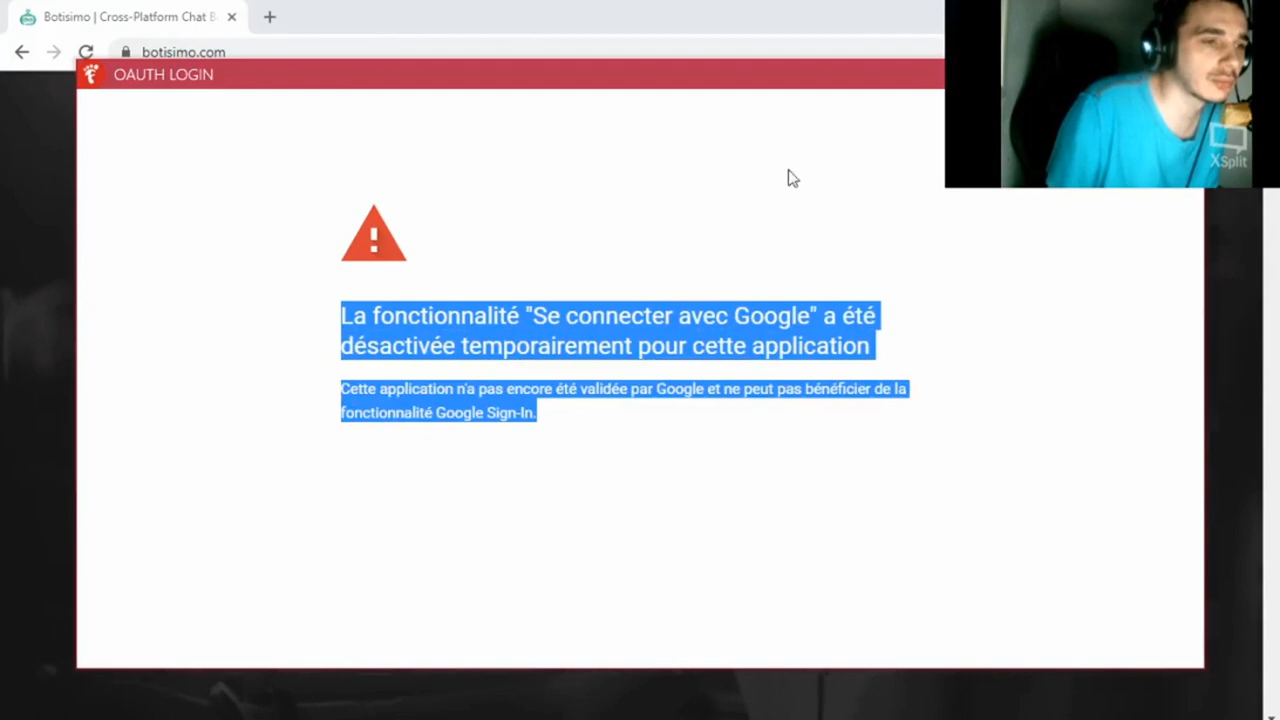 Botisimo | Cross-Platform Chat B
botisimo.com
OAUTH LOGIN
XSplit
La fonctionnalité "Se connecter avec Google" a été
désactivée temporairement pour cette application
Cette application n'a pas encore été validée par Google et ne peut pas bénéficier de la
fonctionnalité Google Sign-In.